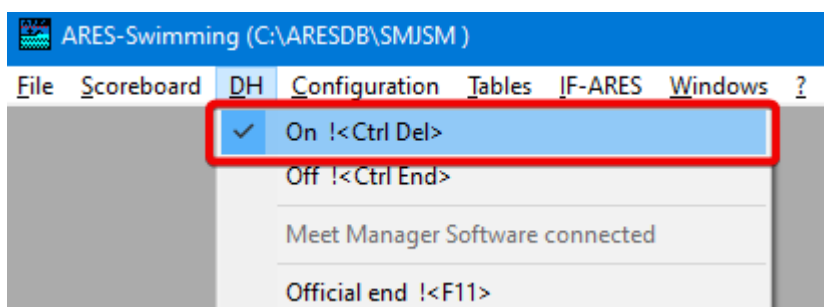 ARES-Swimming (C:\ARESDB\SMJSM )
File Scoreboard DH Configuration Tables IF-ARES Windows ?
On !<Ctrl Del>
Off !<Ctrl End>
Meet Manager Software connected
Official end !<F11>